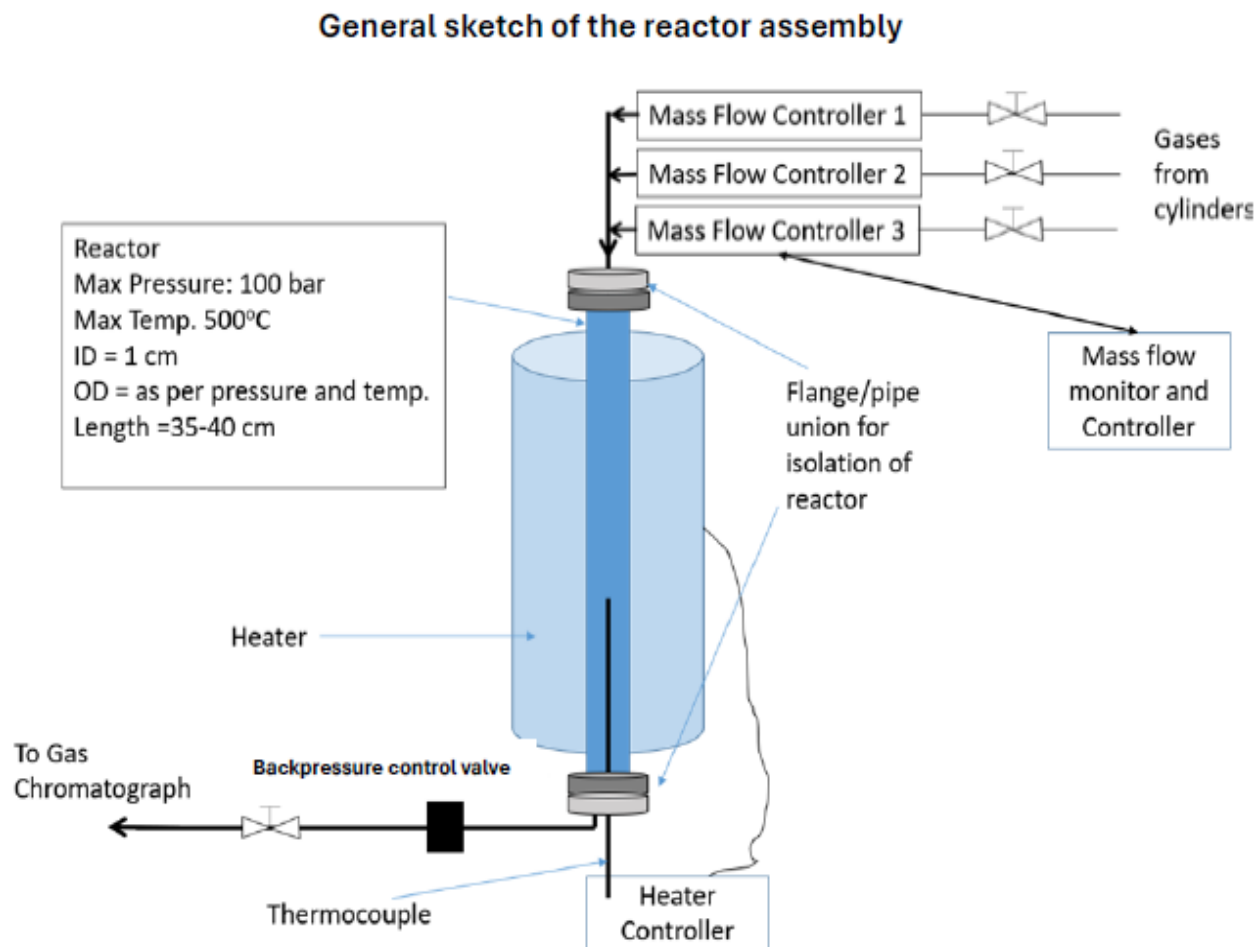 General sketch of the reactor assembly
Mass Flow Controller 1
Mass Flow Controller 2
Mass Flow Controller 3
Gases
from
cylinders
Reactor
Max Pressure: 100 bar
Max Temp. 500°C
ID = 1 cm
OD = as per pressure and temp.
Length =35-40 cm
Mass flow
monitor and
Controller
Flange/pipe
union for
isolation of
reactor
Heater
To Gas
Chromatograph
Backpressure control valve
Thermocouple
Heater
Controller